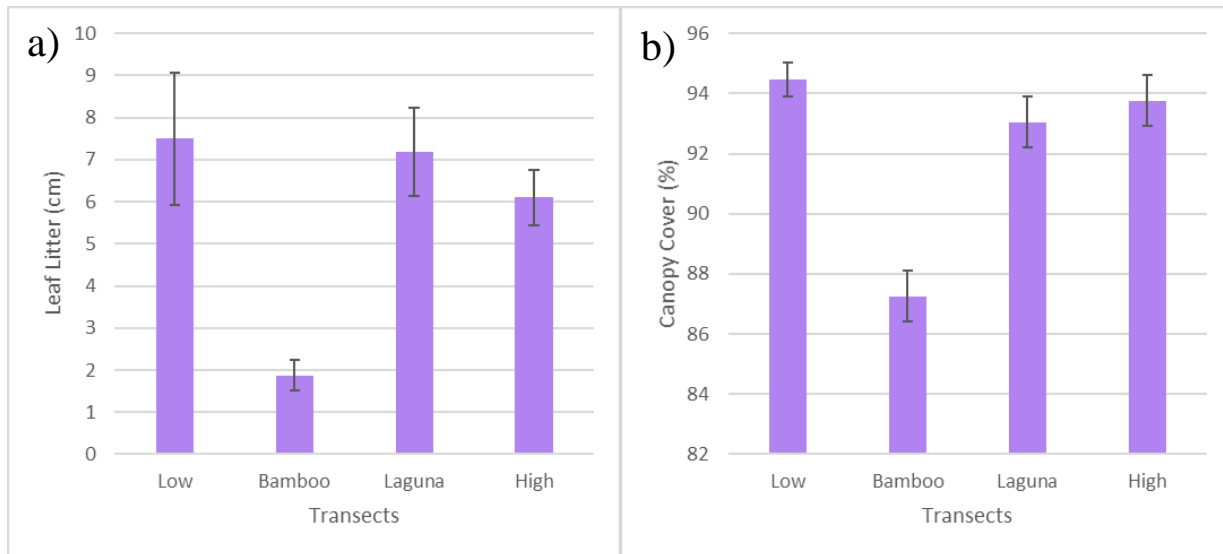 a)
Leaf Litter (cm)
10
9
8
7
6
5
4
3
2
1
0
Low Bamboo Laguna High
Transects
b)
Canopy Cover (%)
96
94
92
90
88
86
84
82
Low Bamboo Laguna High
Transects